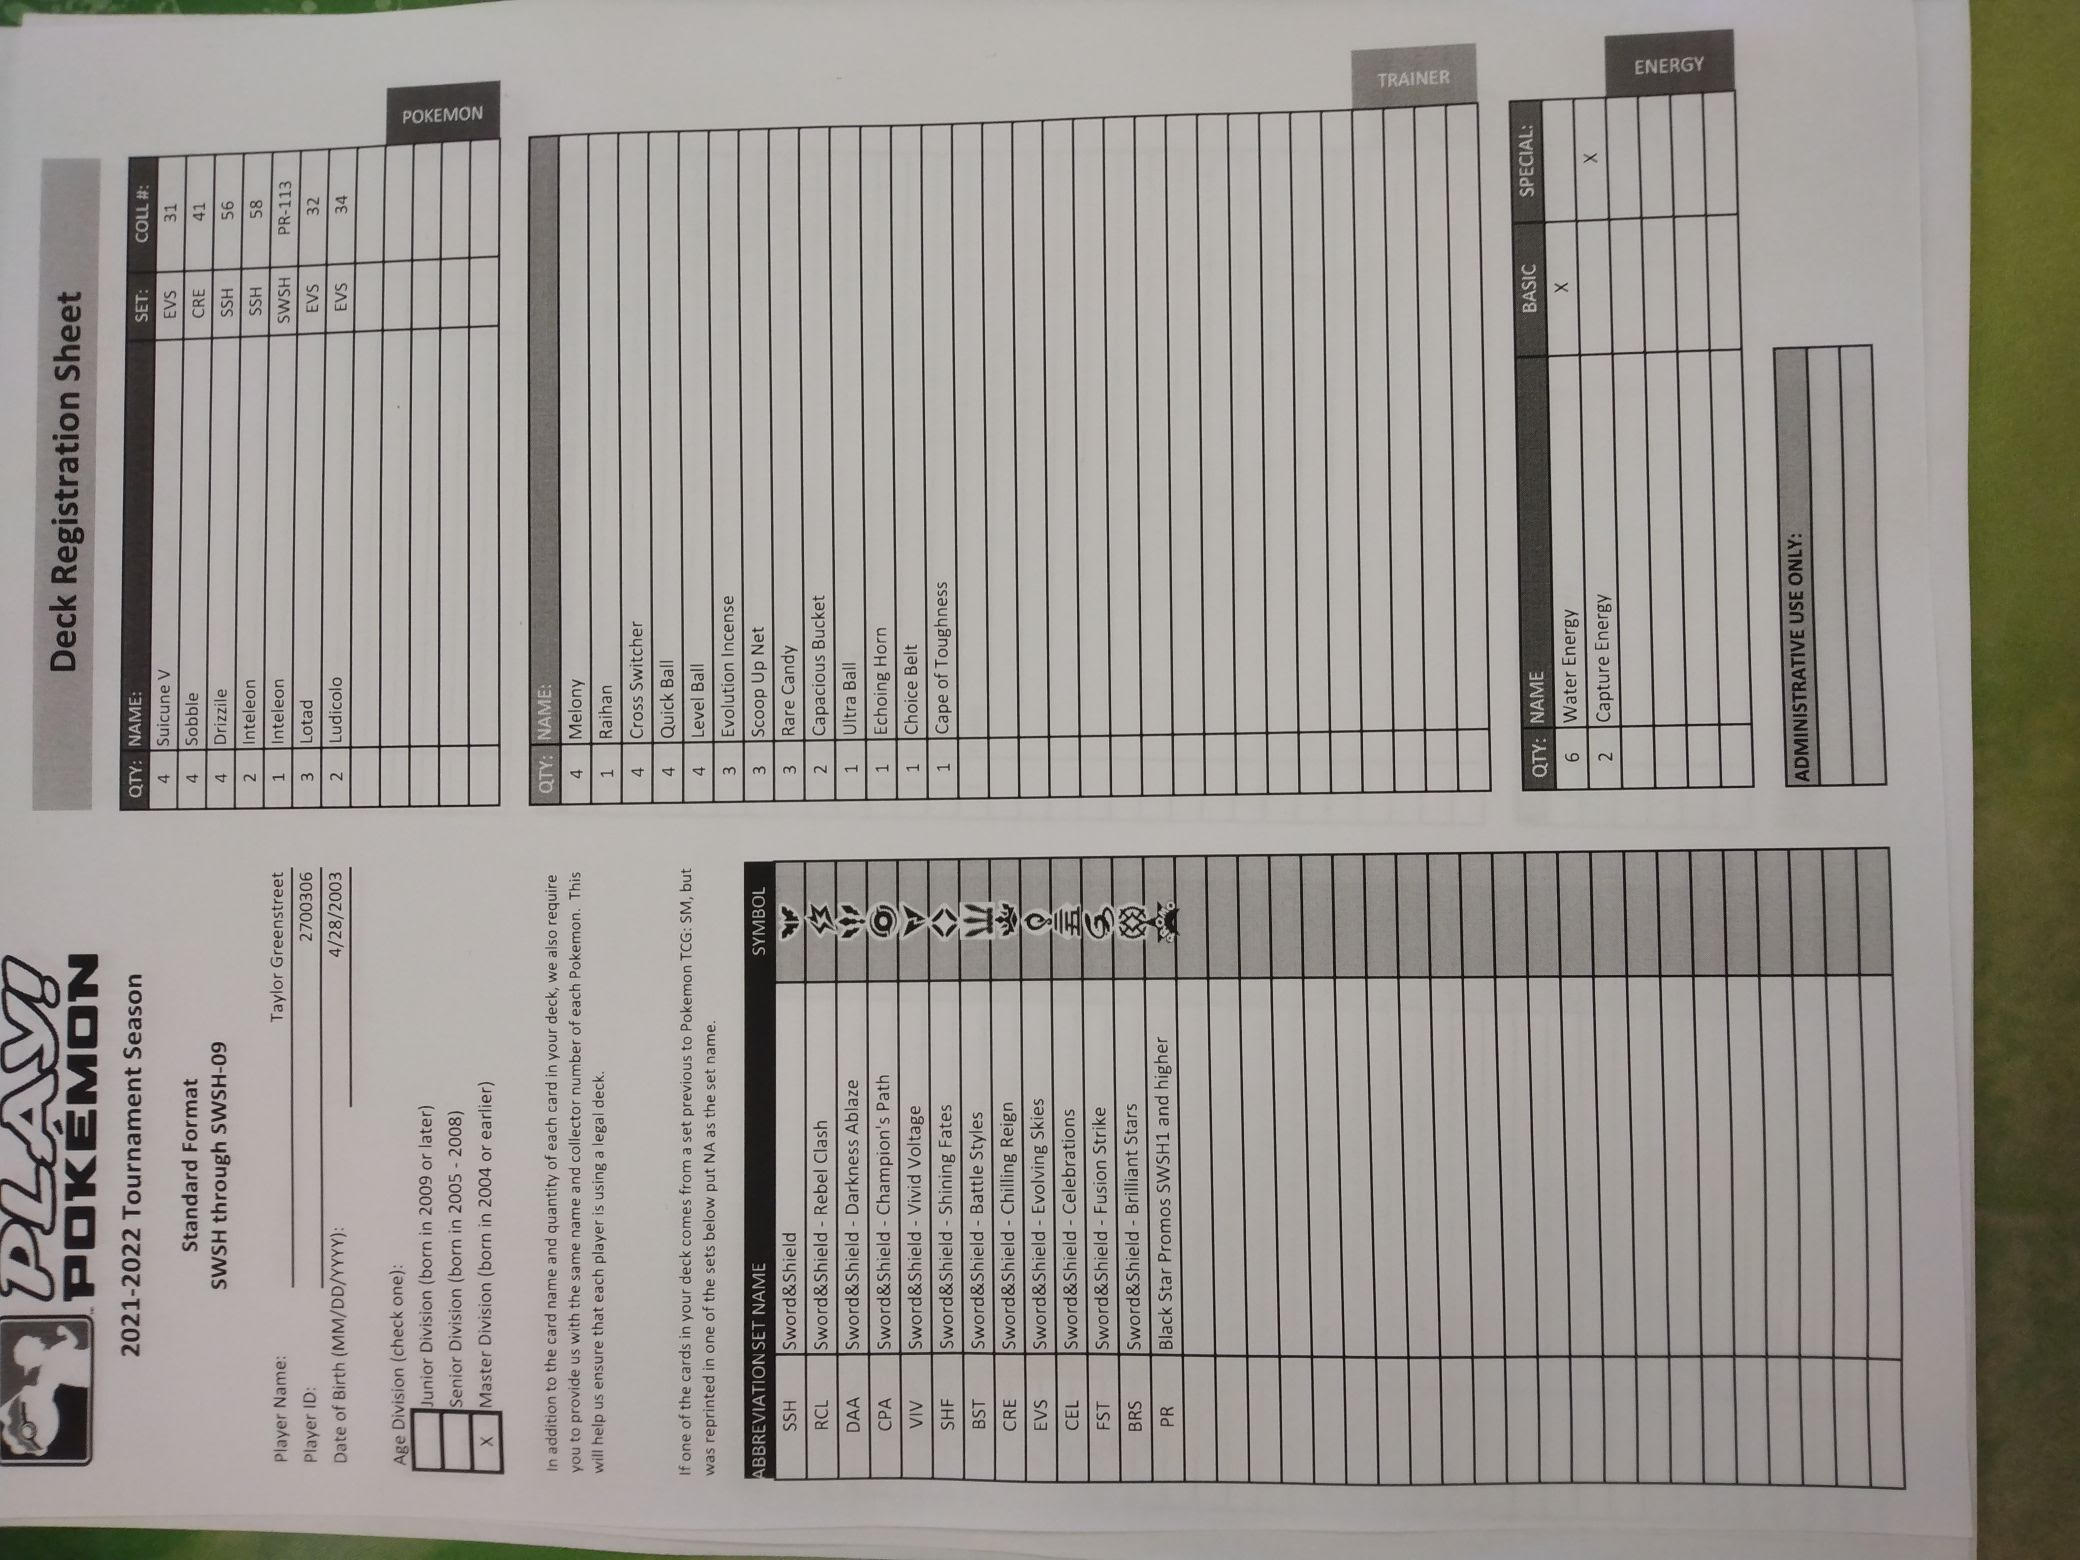 PLAY!
POKÉMON
2021-2022 Tournament Season
Standard Format
SWSH through SWSH-09
Player Name: Taylor Greenstreet
Player ID: 2700306
Date of Birth (MM/DD/YYYY): 4/28/2003
Age Division (check one):
Junior Division (born in 2009 or later)
Senior Division (born in 2005 - 2008)
X Master Division (born in 2004 or earlier)
In addition to the card name and quantity of each card in your deck, we also require
you to provide us with the same name and collector number of each Pokemon. This
will help us ensure that each player is using a legal deck.
If one of the cards in your deck comes from a set previous to Pokemon TCG: SM, but
was reprinted in one of the sets below put NA as the set name.
ABBREVIATION SET NAME SYMBOL
SSH Sword&Shield
RCL Sword&Shield - Rebel Clash
DAA Sword&Shield - Darkness Ablaze
CPA Sword&Shield - Champion's Path
VIV Sword&Shield - Vivid Voltage
SHF Sword&Shield - Shining Fates
BST Sword&Shield - Battle Styles
CRE Sword&Shield - Chilling Reign
EVS Sword&Shield - Evolving Skies
CEL Sword&Shield - Celebrations
FST Sword&Shield - Fusion Strike
BRS Sword&Shield - Brilliant Stars
PR Black Star Promos SWSH1 and higher
Deck Registration Sheet
QTY: NAME: SET: COLL #:
4 Suicune V EVS 31
4 Sobble CRE 41
4 Drizzile SSH 56
2 Inteleon SSH 58
1 Inteleon SWSH PR-113
3 Lotad EVS 32
2 Ludicolo EVS 34
POKEMON
QTY: NAME:
4 Melony
1 Raihan
4 Cross Switcher
4 Quick Ball
4 Level Ball
3 Evolution Incense
3 Scoop Up Net
3 Rare Candy
2 Capacious Bucket
1 Ultra Ball
1 Echoing Horn
1 Choice Belt
1 Cape of Toughness
TRAINER
QTY: NAME BASIC SPECIAL:
6 Water Energy X
2 Capture Energy X
ENERGY
ADMINISTRATIVE USE ONLY: